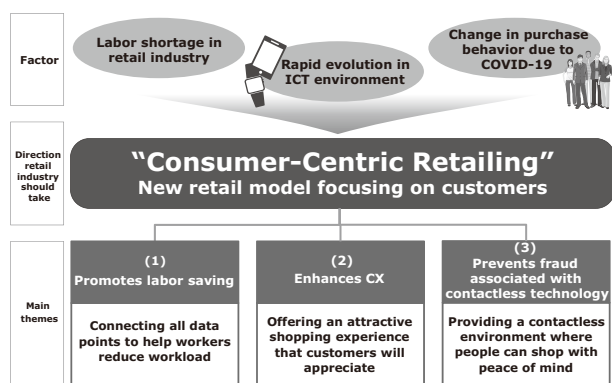 Factor
Labor shortage in
retail industry
Rapid evolution in
ICT environment
Change in purchase
behavior due to
COVID-19
Direction
retail
industry
should
take
“Consumer-Centric Retailing”
New retail model focusing on customers
Main
themes
(1)
Promotes labor saving
Connecting all data
points to help workers
reduce workload
(2)
Enhances CX
Offering an attractive
shopping experience
that customers will
appreciate
(3)
Prevents fraud
associated with
contactless technology
Providing a contactless
environment where
people can shop with
peace of mind